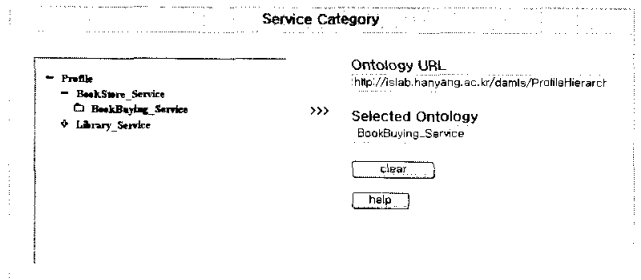 Service Category
Profile
BookStore_Service
BookBuying_Service
Library_Service
>>>
Ontology URL
http://islab.hanyang.ac.kr/damls/ProfileHierarch
Selected Ontology
BookBuying_Service
clear
help